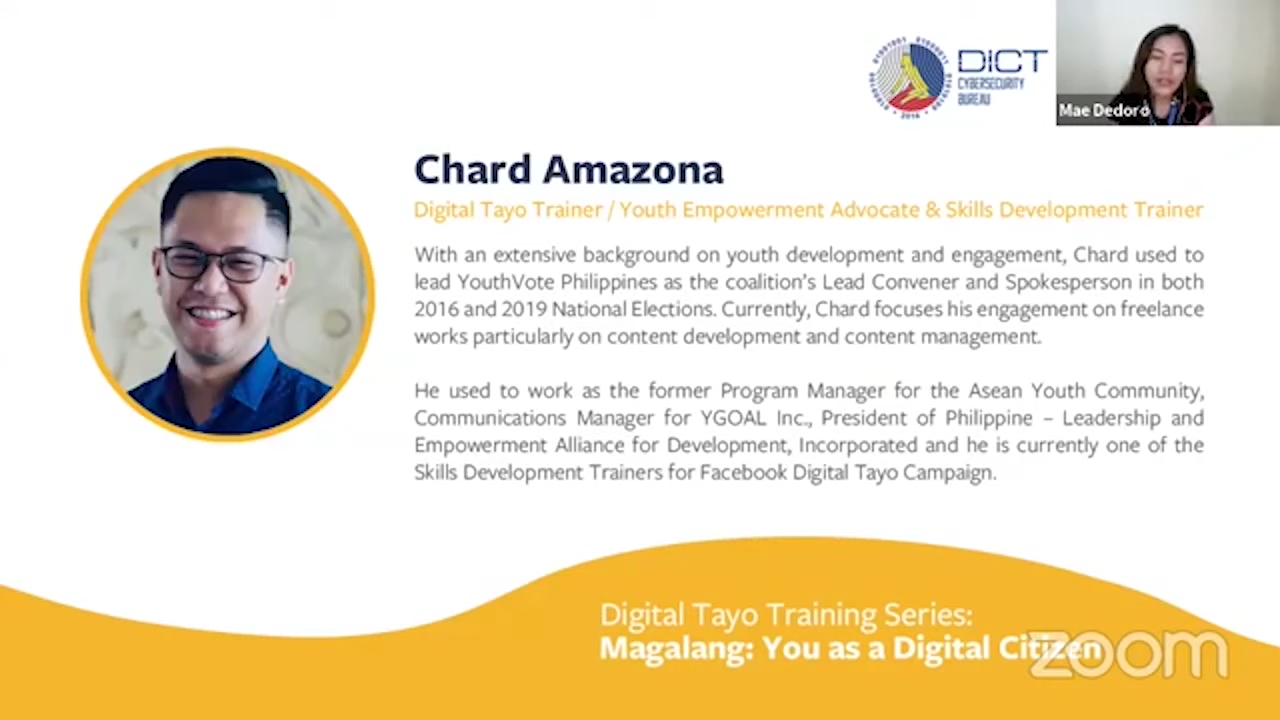 DICT
CYBERSECURITY
BUREAU
2016
Mae Dedoro
Chard Amazona
Digital Tayo Trainer / Youth Empowerment Advocate & Skills Development Trainer
With an extensive background on youth development and engagement, Chard used to
lead YouthVote Philippines as the coalition's Lead Convener and Spokesperson in both
2016 and 2019 National Elections. Currently, Chard focuses his engagement on freelance
works particularly on content development and content management.
He used to work as the former Program Manager for the Asean Youth Community,
Communications Manager for YGOAL Inc., President of Philippine – Leadership and
Empowerment Alliance for Development, Incorporated and he is currently one of the
Skills Development Trainers for Facebook Digital Tayo Campaign.
Digital Tayo Training Series:
Magalang: You as a Digital Citizen
zoom